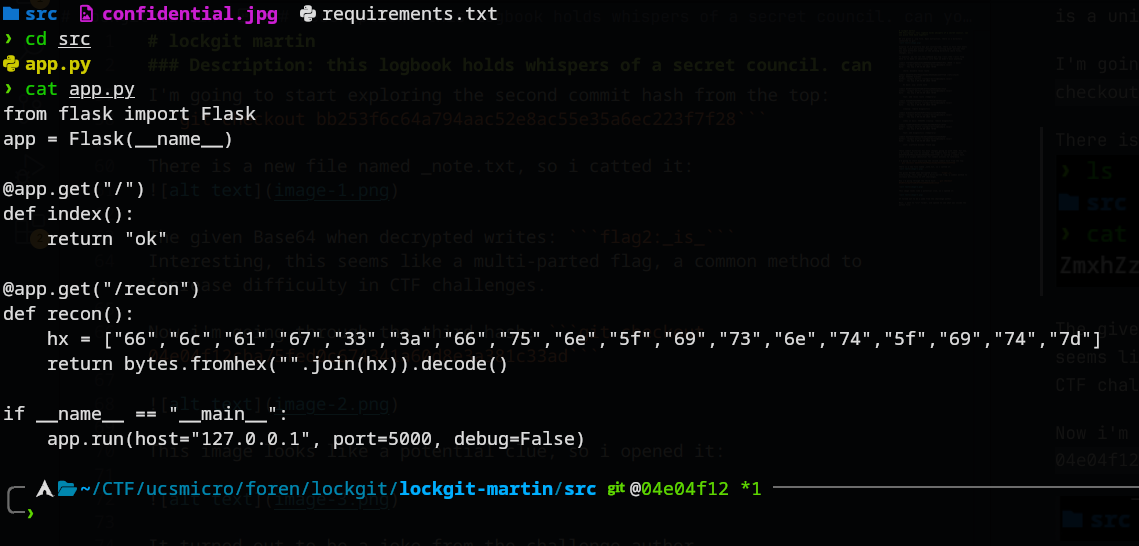 src confidential.jpg requirements.txt
› cd src
app.py
› cat app.py
from flask import Flask
app = Flask(__name__)
@app.get("/")
def index():
    return "ok"
@app.get("/recon")
def recon():
    hx = ["66","6c","61","67","33","3a","66","75","6e","5f","69","73","6e","74","5f","69","74","7d"]
    return bytes.fromhex("".join(hx)).decode()
if __name__ == "__main__":
    app.run(host="127.0.0.1", port=5000, debug=False)
~/CTF/ucsmicro/foren/lockgit/lockgit-martin/src git @04e04f12 *1
›
# lockgit martin
### Description: this logbook holds whispers of a secret council. can
I'm going to start exploring the second commit hash from the top:
checkout bb253f6c64a794aac52e8ac55e35a6ec223f7f28```
There is a new file named _note.txt, so i catted it:
![alt text](image-1.png)
The given Base64 when decrypted writes: ```flag2:_is_```
Interesting, this seems like a multi-parted flag, a common method to
difficulty in CTF challenges.
![alt text](image-2.png)
This image looks like a potential clue, so i opened it:
![alt text](image-3.png)
It turned out to be a joke from the challenge author
is a uni
I'm goin
checkout
There is
› ls
src
› cat
ZmxhZz
The give
seems li
CTF chal
Now i'm
04e04f12
src